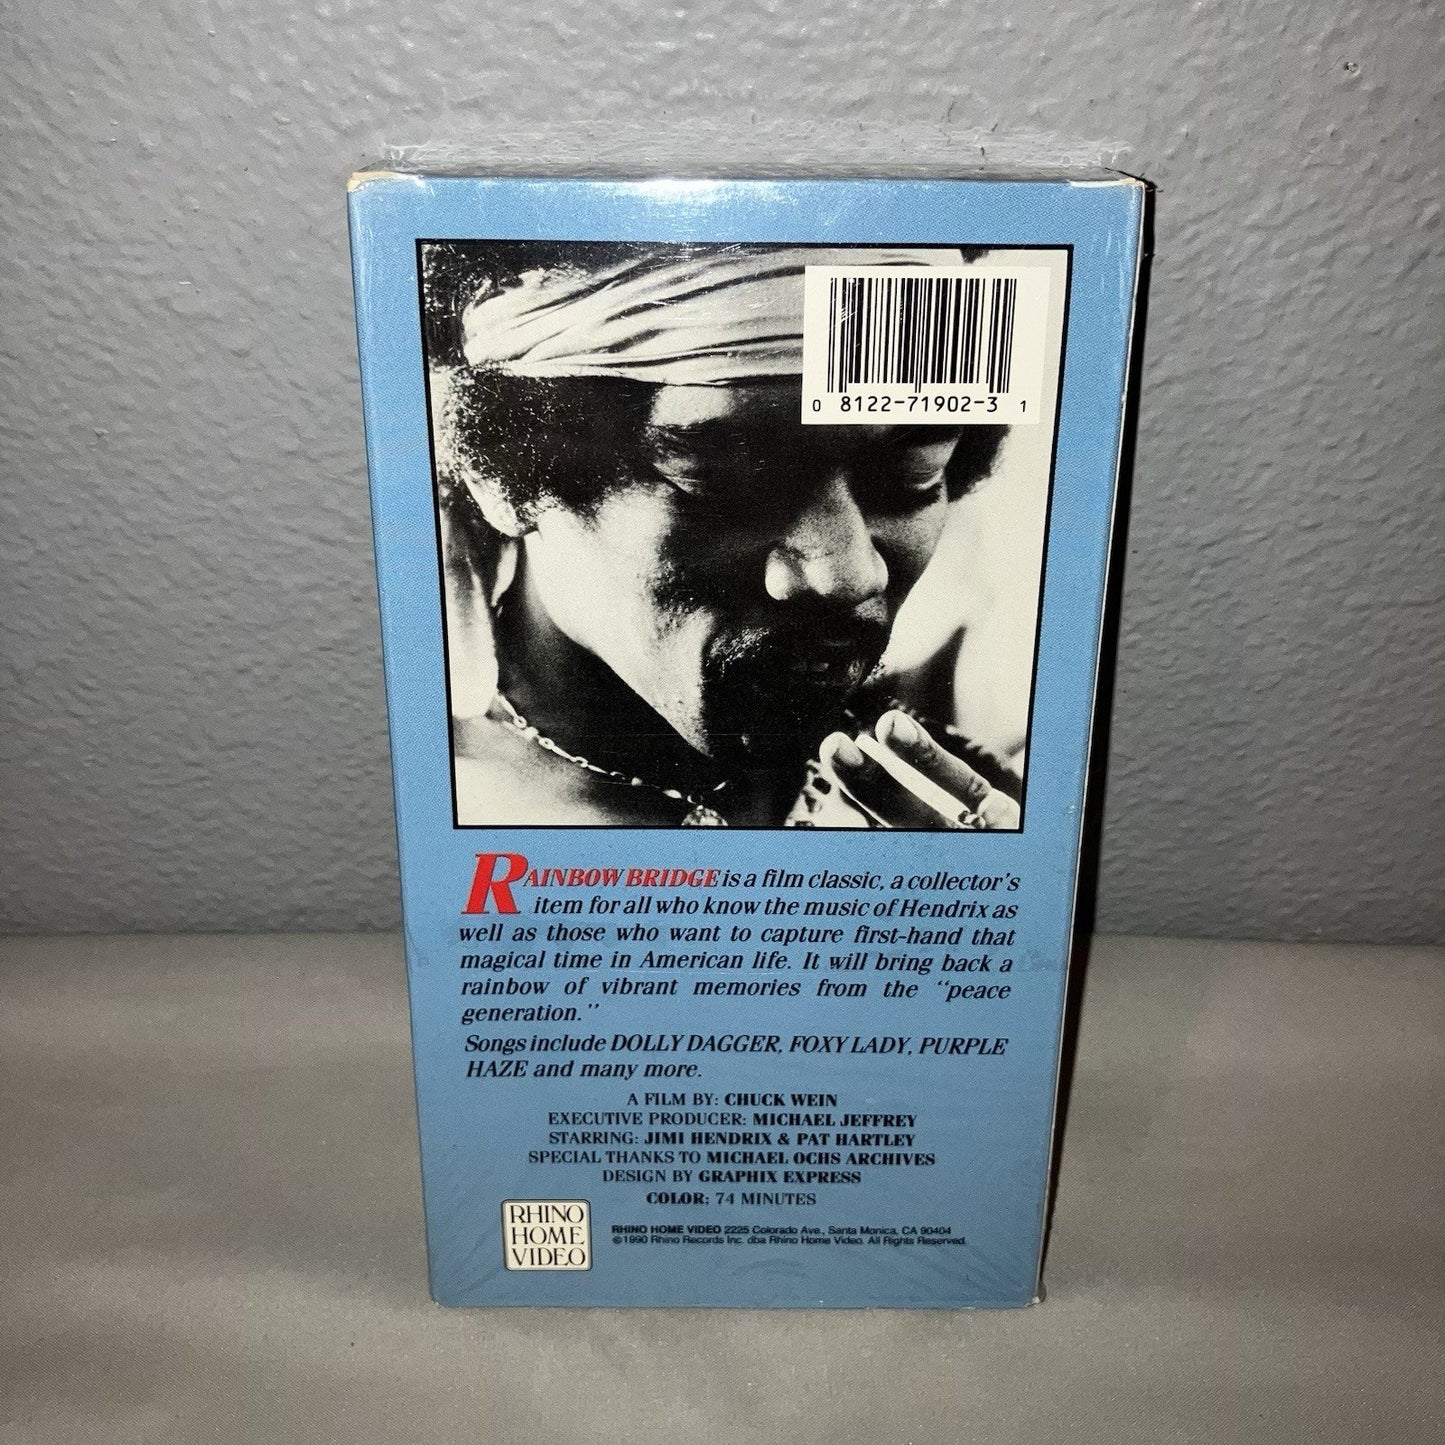 0 8122-71902-3 1
RAINBOW BRIDGE is a film classic, a collector's
item for all who know the music of Hendrix as
well as those who want to capture first-hand that
magical time in American life. It will bring back a
rainbow of vibrant memories from the "peace
generation."
Songs include DOLLY DAGGER, FOXY LADY, PURPLE
HAZE and many more.
A FILM BY: CHUCK WEIN
EXECUTIVE PRODUCER: MICHAEL JEFFREY
STARRING: JIMI HENDRIX & PAT HARTLEY
SPECIAL THANKS TO MICHAEL OCHS ARCHIVES
DESIGN BY GRAPHIX EXPRESS
COLOR: 74 MINUTES
RHINO
HOME
VIDEO
RHINO HOME VIDEO 2225 Colorado Ave., Santa Monica, CA 90404
©1990 Rhino Records Inc. dba Rhino Home Video. All Rights Reserved.